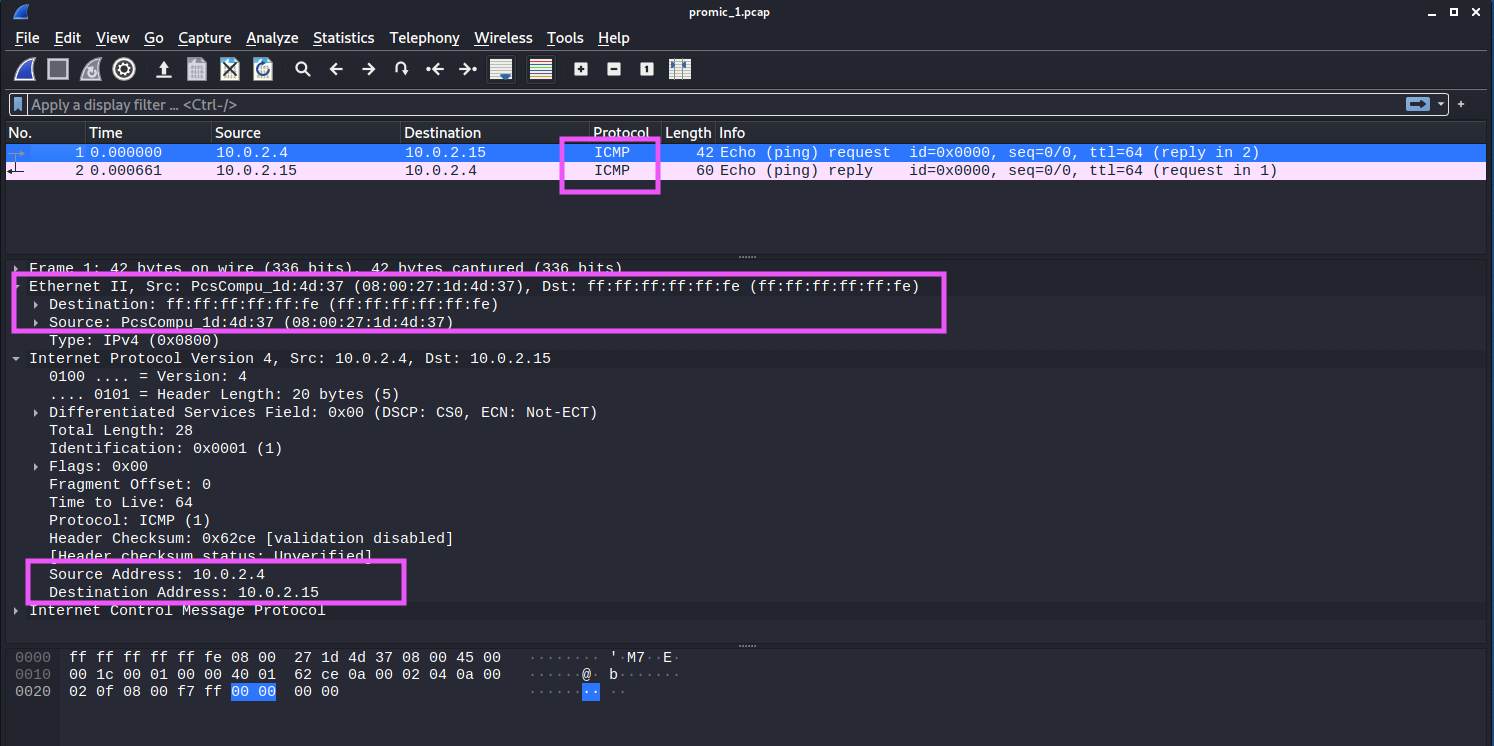 promic_1.pcap
File Edit View Go Capture Analyze Statistics Telephony Wireless Tools Help
Apply a display filter … <Ctrl-/>
No. Time Source Destination Protocol Length Info
1 0.000000 10.0.2.4 10.0.2.15 ICMP 42 Echo (ping) request id=0x0000, seq=0/0, ttl=64 (reply in 2)
2 0.000661 10.0.2.15 10.0.2.4 ICMP 60 Echo (ping) reply id=0x0000, seq=0/0, ttl=64 (request in 1)
Frame 1: 42 bytes on wire (336 bits), 42 bytes captured (336 bits)
Ethernet II, Src: PcsCompu_1d:4d:37 (08:00:27:1d:4d:37), Dst: ff:ff:ff:ff:ff:fe (ff:ff:ff:ff:ff:fe)
Destination: ff:ff:ff:ff:ff:fe (ff:ff:ff:ff:ff:fe)
Source: PcsCompu_1d:4d:37 (08:00:27:1d:4d:37)
Type: IPv4 (0x0800)
Internet Protocol Version 4, Src: 10.0.2.4, Dst: 10.0.2.15
0100 .... = Version: 4
.... 0101 = Header Length: 20 bytes (5)
Differentiated Services Field: 0x00 (DSCP: CS0, ECN: Not-ECT)
Total Length: 28
Identification: 0x0001 (1)
Flags: 0x00
Fragment Offset: 0
Time to Live: 64
Protocol: ICMP (1)
Header Checksum: 0x62ce [validation disabled]
[Header checksum status: Unverified]
Source Address: 10.0.2.4
Destination Address: 10.0.2.15
Internet Control Message Protocol
0000 ff ff ff ff ff fe 08 00 27 1d 4d 37 08 00 45 00 ········ '·M7··E·
0010 00 1c 00 01 00 00 40 01 62 ce 0a 00 02 04 0a 00 ······@· b·······
0020 02 0f 08 00 f7 ff 00 00 00 00 ········ ··